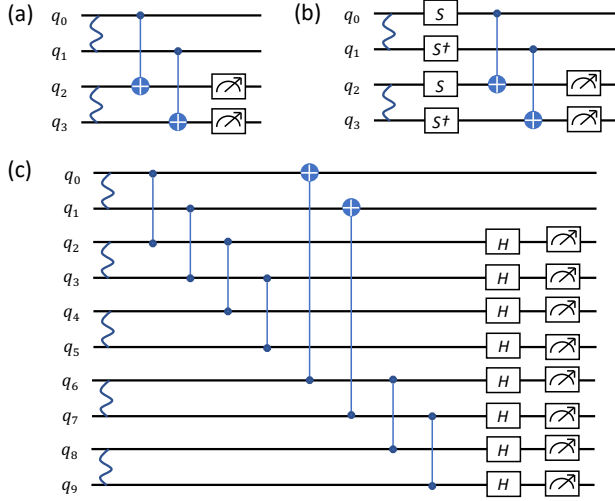 (a)
q₀
q₁
q₂
q₃
(b)
q₀ S
q₁ S†
q₂ S
q₃ S†
(c)
q₀
q₁
q₂ H
q₃ H
q₄ H
q₅ H
q₆ H
q₇ H
q₈ H
q₉ H